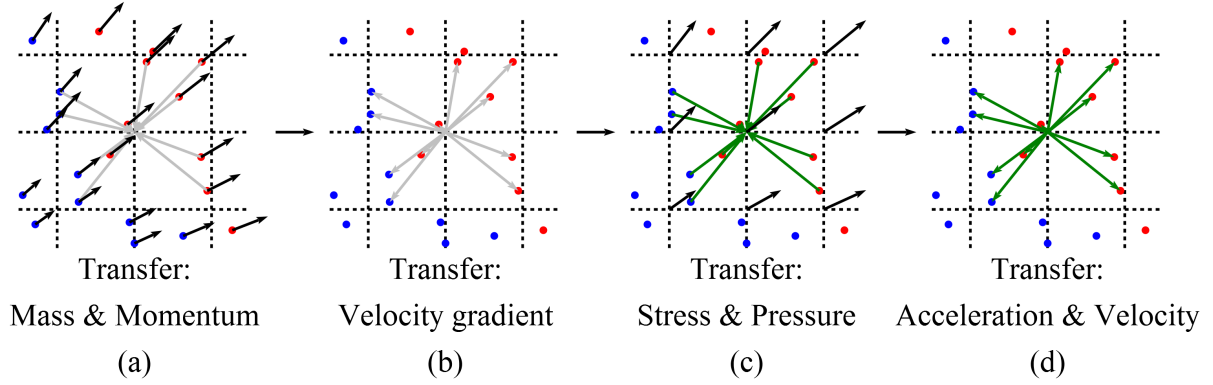 Transfer:
Mass & Momentum
(a)
Transfer:
Velocity gradient
(b)
Transfer:
Stress & Pressure
(c)
Transfer:
Acceleration & Velocity
(d)